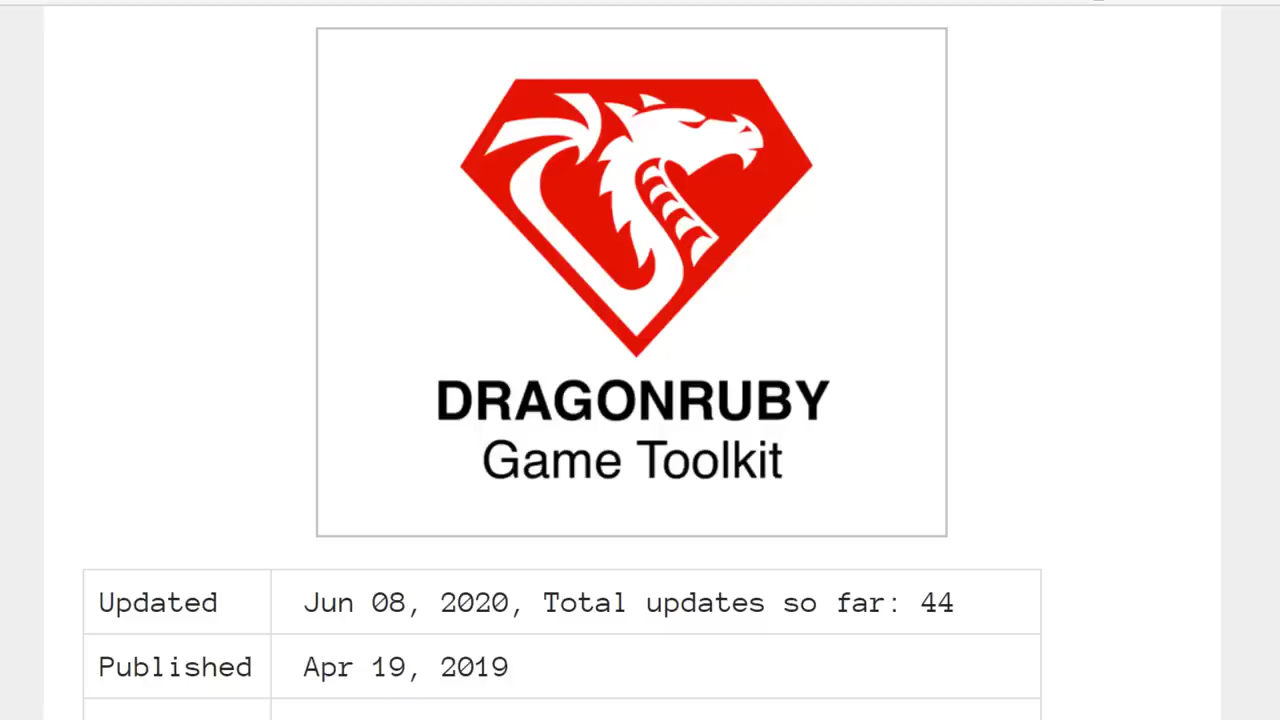 DRAGONRUBY
Game Toolkit
Updated Jun 08, 2020, Total updates so far: 44
Published Apr 19, 2019